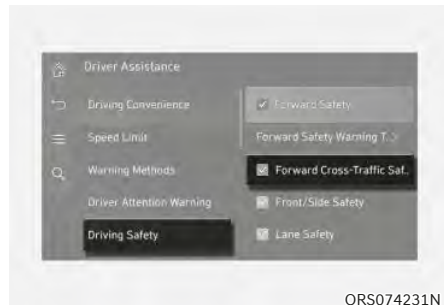 Driver Assistance
Driving Convenience
Speed Limit
Warning Methods
Driver Attention Warning
Driving Safety
Forward Safety
Forward Safety Warning T.. >
Forward Cross-Traffic Saf..
Front/Side Safety
Lane Safety
ORS074231N